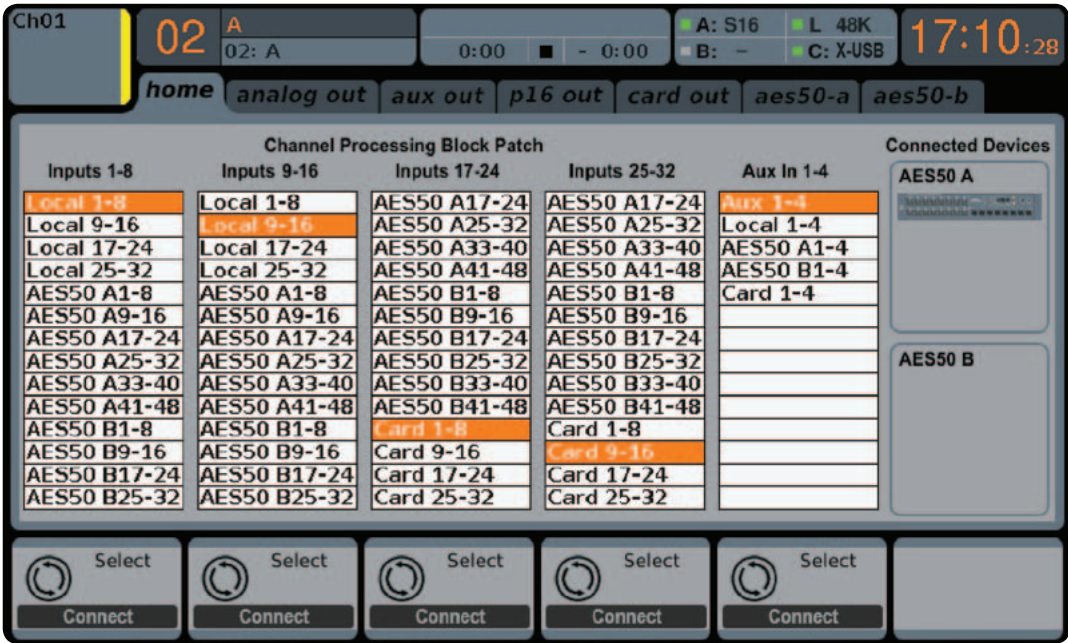 Ch01
02 A
02: A
0:00 - 0:00
A: S16 L 48K
B: - C: X-USB
17:10:28
home analog out aux out p16 out card out aes50-a aes50-b
Channel Processing Block Patch
Connected Devices
Inputs 1-8 Inputs 9-16 Inputs 17-24 Inputs 25-32 Aux In 1-4
AES50 A
Local 1-8 Local 1-8 AES50 A17-24 AES50 A17-24 Aux 1-4
Local 9-16 Local 9-16 AES50 A25-32 AES50 A25-32 Local 1-4
Local 17-24 Local 17-24 AES50 A33-40 AES50 A33-40 AES50 A1-4
Local 25-32 Local 25-32 AES50 A41-48 AES50 A41-48 AES50 B1-4
AES50 A1-8 AES50 A1-8 AES50 B1-8 AES50 B1-8 Card 1-4
AES50 A9-16 AES50 A9-16 AES50 B9-16 AES50 B9-16
AES50 A17-24 AES50 A17-24 AES50 B17-24 AES50 B17-24
AES50 A25-32 AES50 A25-32 AES50 B25-32 AES50 B25-32
AES50 B
AES50 A33-40 AES50 A33-40 AES50 B33-40 AES50 B33-40
AES50 A41-48 AES50 A41-48 AES50 B41-48 AES50 B41-48
AES50 B1-8 AES50 B1-8 Card 1-8 Card 1-8
AES50 B9-16 AES50 B9-16 Card 9-16 Card 9-16
AES50 B17-24 AES50 B17-24 Card 17-24 Card 17-24
AES50 B25-32 AES50 B25-32 Card 25-32 Card 25-32
Select Select Select Select Select
Connect Connect Connect Connect Connect